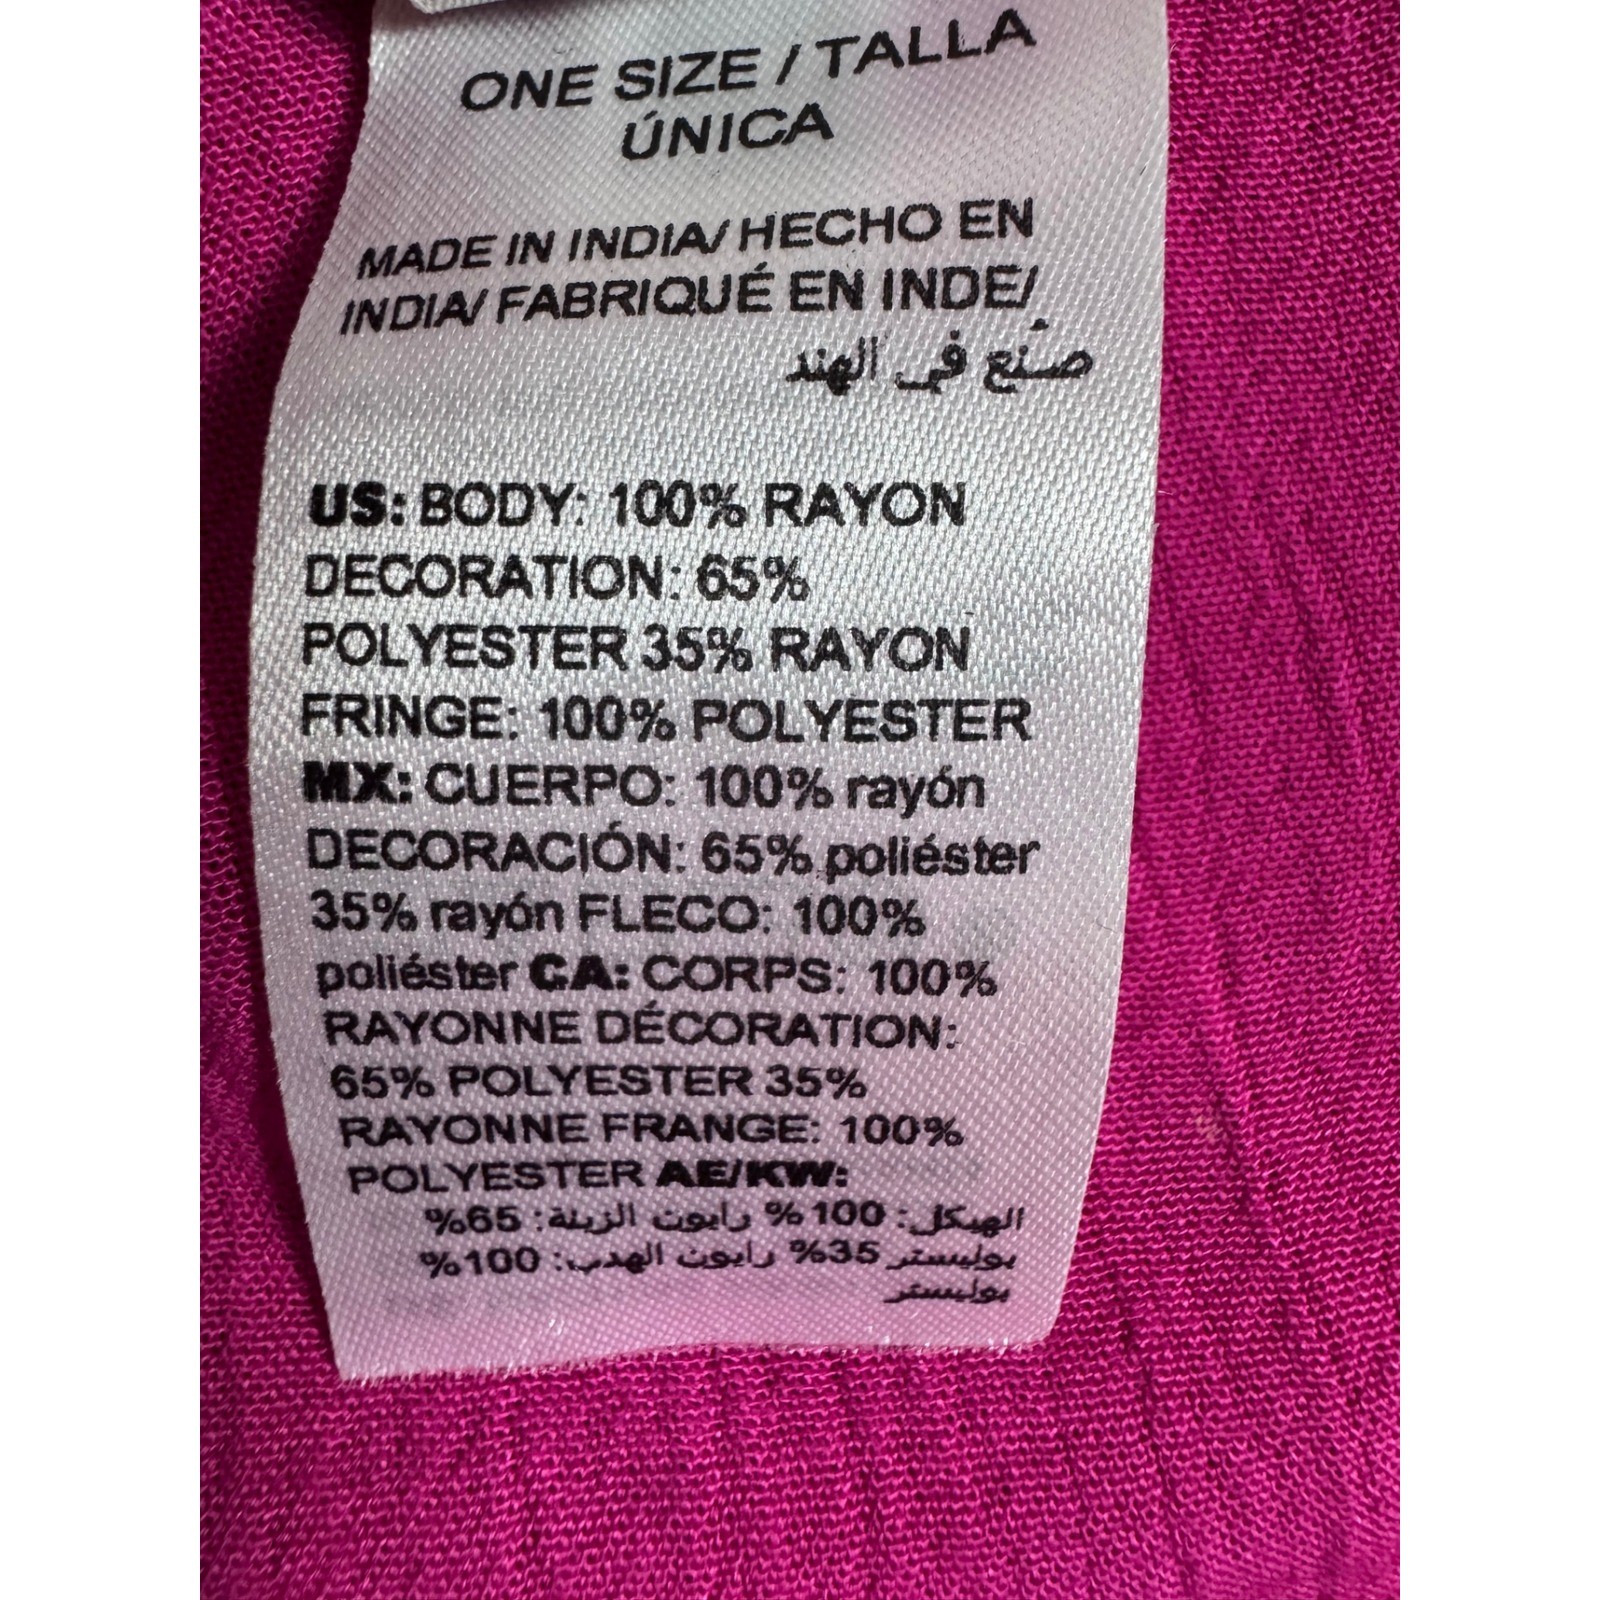 ONE SIZE / TALLA
ÚNICA
MADE IN INDIA/ HECHO EN
INDIA/ FABRIQUÉ EN INDE/
صُنع في الهند
US: BODY: 100% RAYON
DECORATION: 65%
POLYESTER 35% RAYON
FRINGE: 100% POLYESTER
MX: CUERPO: 100% rayón
DECORACIÓN: 65% poliéster
35% rayón FLECO: 100%
poliéster CA: CORPS: 100%
RAYONNE DÉCORATION:
65% POLYESTER 35%
RAYONNE FRANGE: 100%
POLYESTER AE/KW:
الهيكل: 100% رايون الزينة: 65%
بوليستر 35% رايون الهدب: 100%
بوليستر